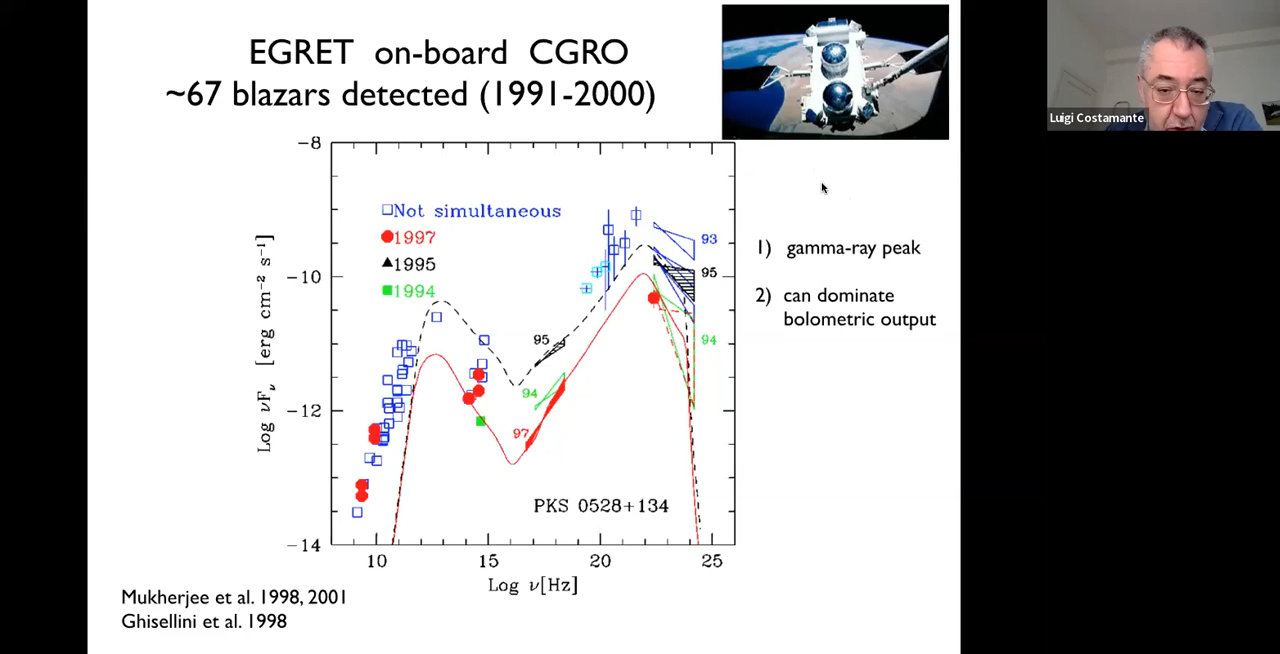 EGRET on-board CGRO
~67 blazars detected (1991-2000)
Luigi Costamante
-8
-10
-12
-14
Log νFν [erg cm−2 s−1]
Not simultaneous
1997
1995
1994
93
95
94
95
94
97
PKS 0528+134
10
15
20
25
Log ν[Hz]
1) gamma-ray peak
2) can dominate
bolometric output
Mukherjee et al. 1998, 2001
Ghisellini et al. 1998